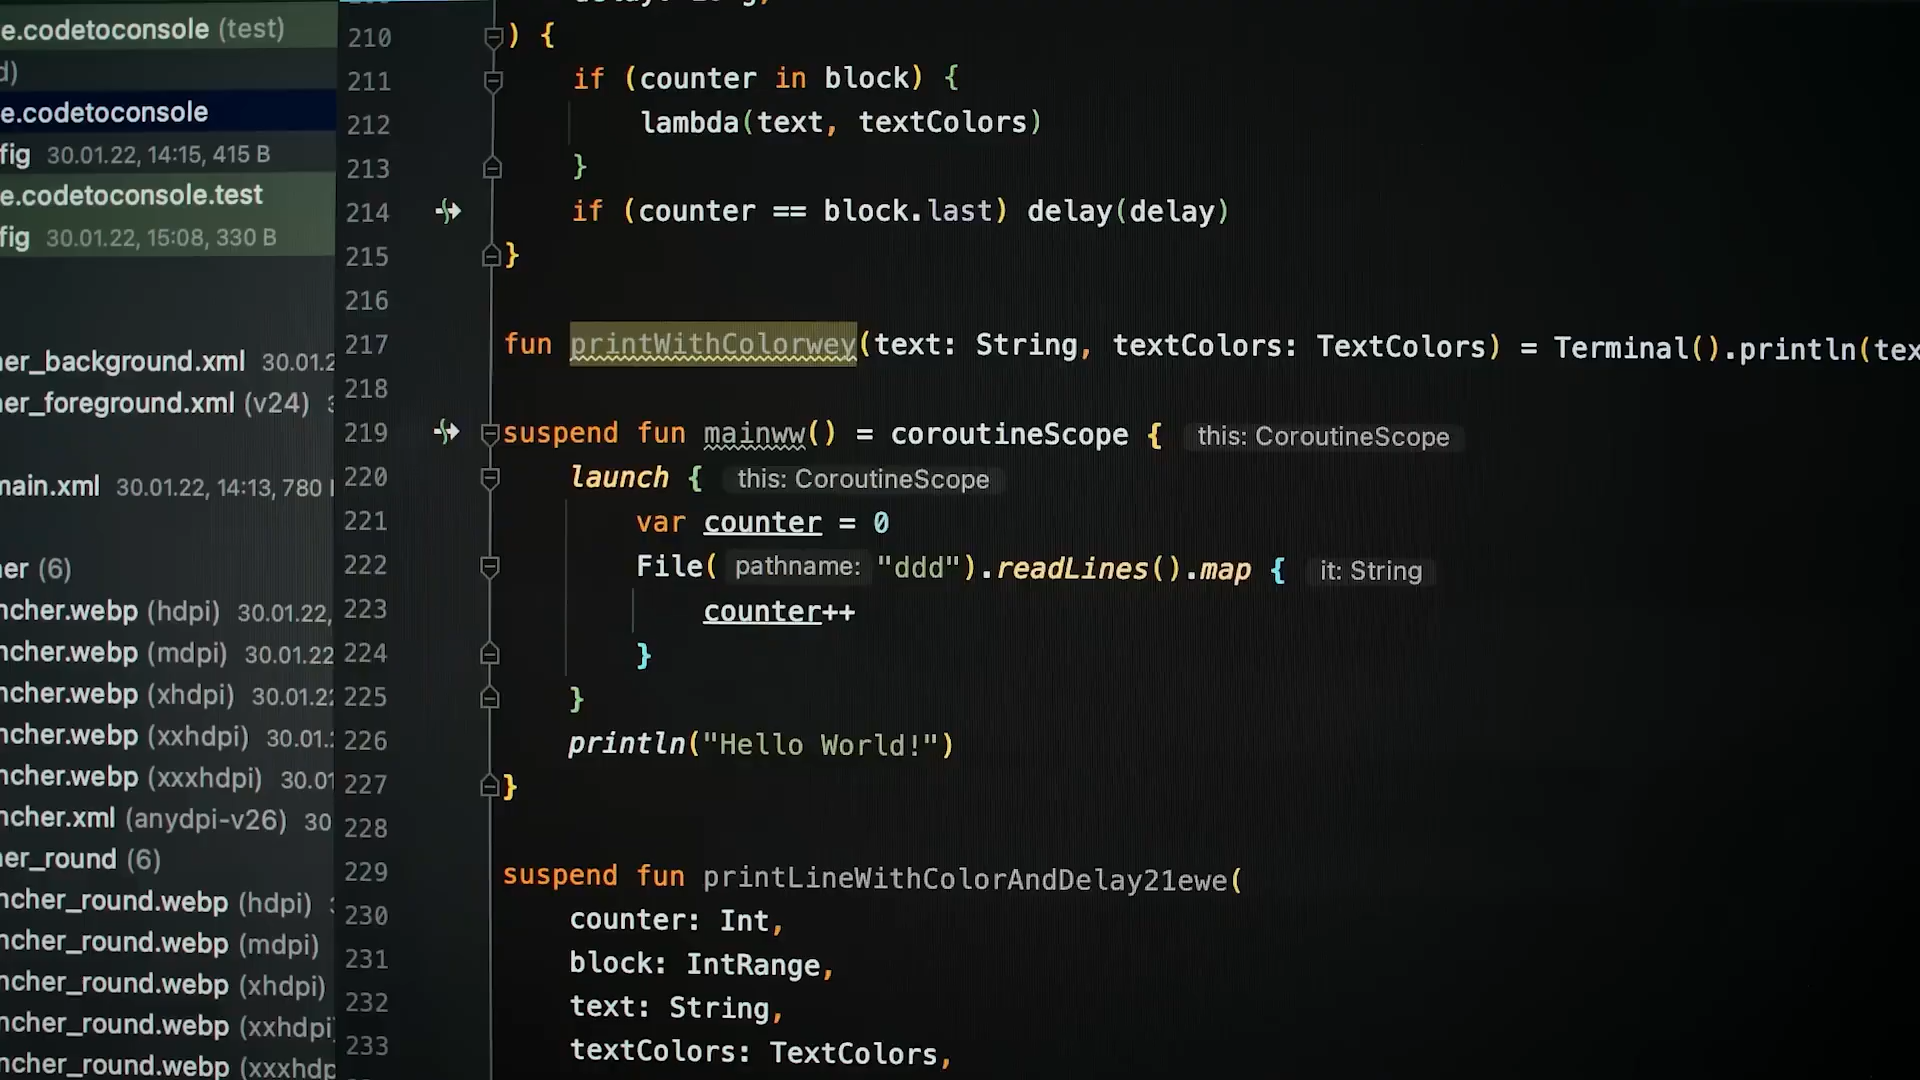 e.codetoconsole (test)
d)
e.codetoconsole
fig 30.01.22, 14:15, 415 B
e.codetoconsole.test
fig 30.01.22, 15:08, 330 B
er_background.xml 30.01.2
er_foreground.xml (v24)
main.xml 30.01.22, 14:13, 780
er (6)
ncher.webp (hdpi) 30.01.22,
ncher.webp (mdpi) 30.01.22
ncher.webp (xhdpi) 30.01.22
ncher.webp (xxhdpi) 30.01.
ncher.webp (xxxhdpi) 30.01
ncher.xml (anydpi-v26) 30
er_round (6)
ncher_round.webp (hdpi)
ncher_round.webp (mdpi)
ncher_round.webp (xhdpi)
ncher_round.webp (xxhdpi
ncher_round.webp (xxxhdp
210 ) {
211 if (counter in block) {
212 lambda(text, textColors)
213 }
214 if (counter == block.last) delay(delay)
215 }
216
217 fun printWithColorwey(text: String, textColors: TextColors) = Terminal().println(tex
218
219 suspend fun mainww() = coroutineScope { this: CoroutineScope
220 launch { this: CoroutineScope
221 var counter = 0
222 File( pathname: "ddd").readLines().map { it: String
223 counter++
224 }
225 }
226 println("Hello World!")
227 }
228
229 suspend fun printLineWithColorAndDelay21ewe(
230 counter: Int,
231 block: IntRange,
232 text: String,
233 textColors: TextColors,